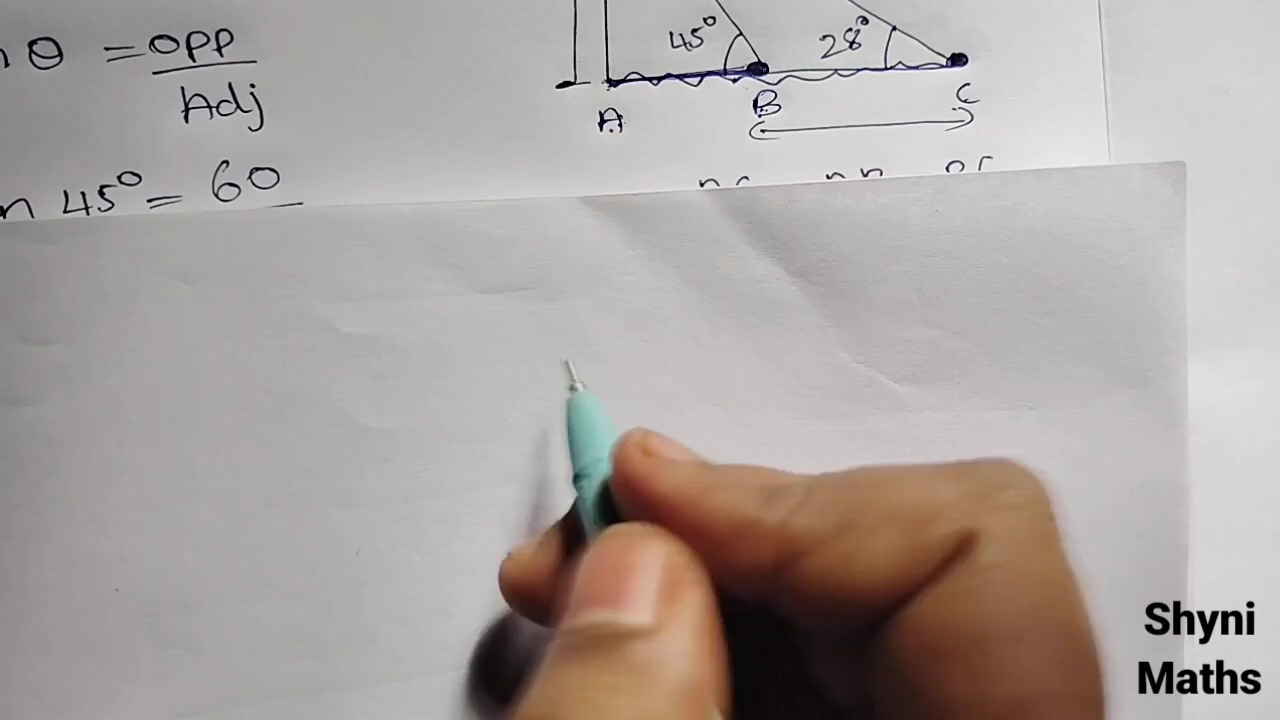 θ = opp
Adj
45° 28°
A B C
n 45° = 60
Shyni
Maths